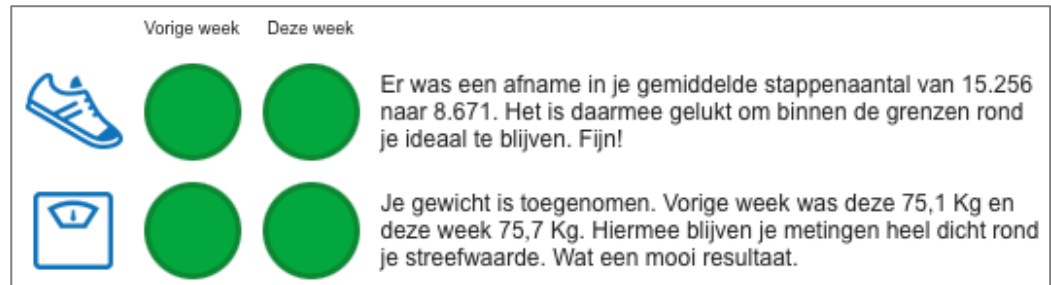 Vorige week Deze week
Er was een afname in je gemiddelde stappenaantal van 15.256
naar 8.671. Het is daarmee gelukt om binnen de grenzen rond
je ideaal te blijven. Fijn!
Je gewicht is toegenomen. Vorige week was deze 75,1 Kg en
deze week 75,7 Kg. Hiermee blijven je metingen heel dicht rond
je streefwaarde. Wat een mooi resultaat.